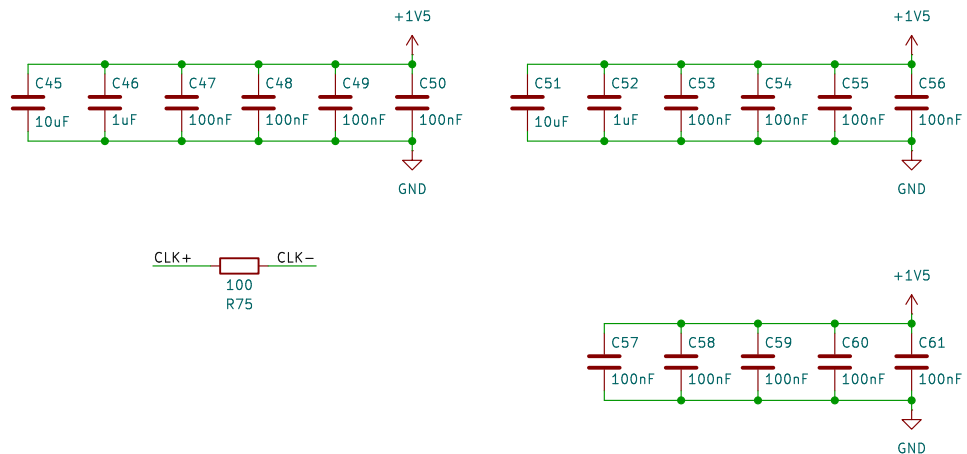 +1V5
+1V5
C45 C46 C47 C48 C49 C50
C51 C52 C53 C54 C55 C56
10uF 1uF 100nF 100nF 100nF 100nF
10uF 1uF 100nF 100nF 100nF 100nF
GND
GND
CLK+ CLK-
100
R75
+1V5
C57 C58 C59 C60 C61
100nF 100nF 100nF 100nF 100nF
GND